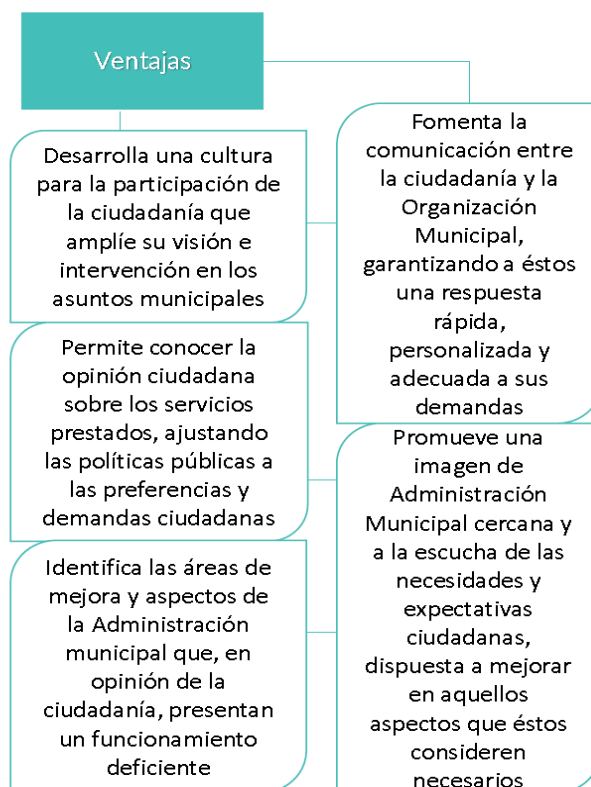 Ventajas
Desarrolla una cultura
para la participación de
la ciudadanía que
amplíe su visión e
intervención en los
asuntos municipales
Fomenta la
comunicación entre
la ciudadanía y la
Organización
Municipal,
garantizando a éstos
una respuesta
rápida,
personalizada y
adecuada a sus
demandas
Permite conocer la
opinión ciudadana
sobre los servicios
prestados, ajustando
las políticas públicas a
las preferencias y
demandas ciudadanas
Promueve una
imagen de
Administración
Municipal cercana y
a la escucha de las
necesidades y
expectativas
ciudadanas,
dispuesta a mejorar
en aquellos
aspectos que éstos
consideren
necesarios
Identifica las áreas de
mejora y aspectos de
la Administración
municipal que, en
opinión de la
ciudadanía, presentan
un funcionamiento
deficiente